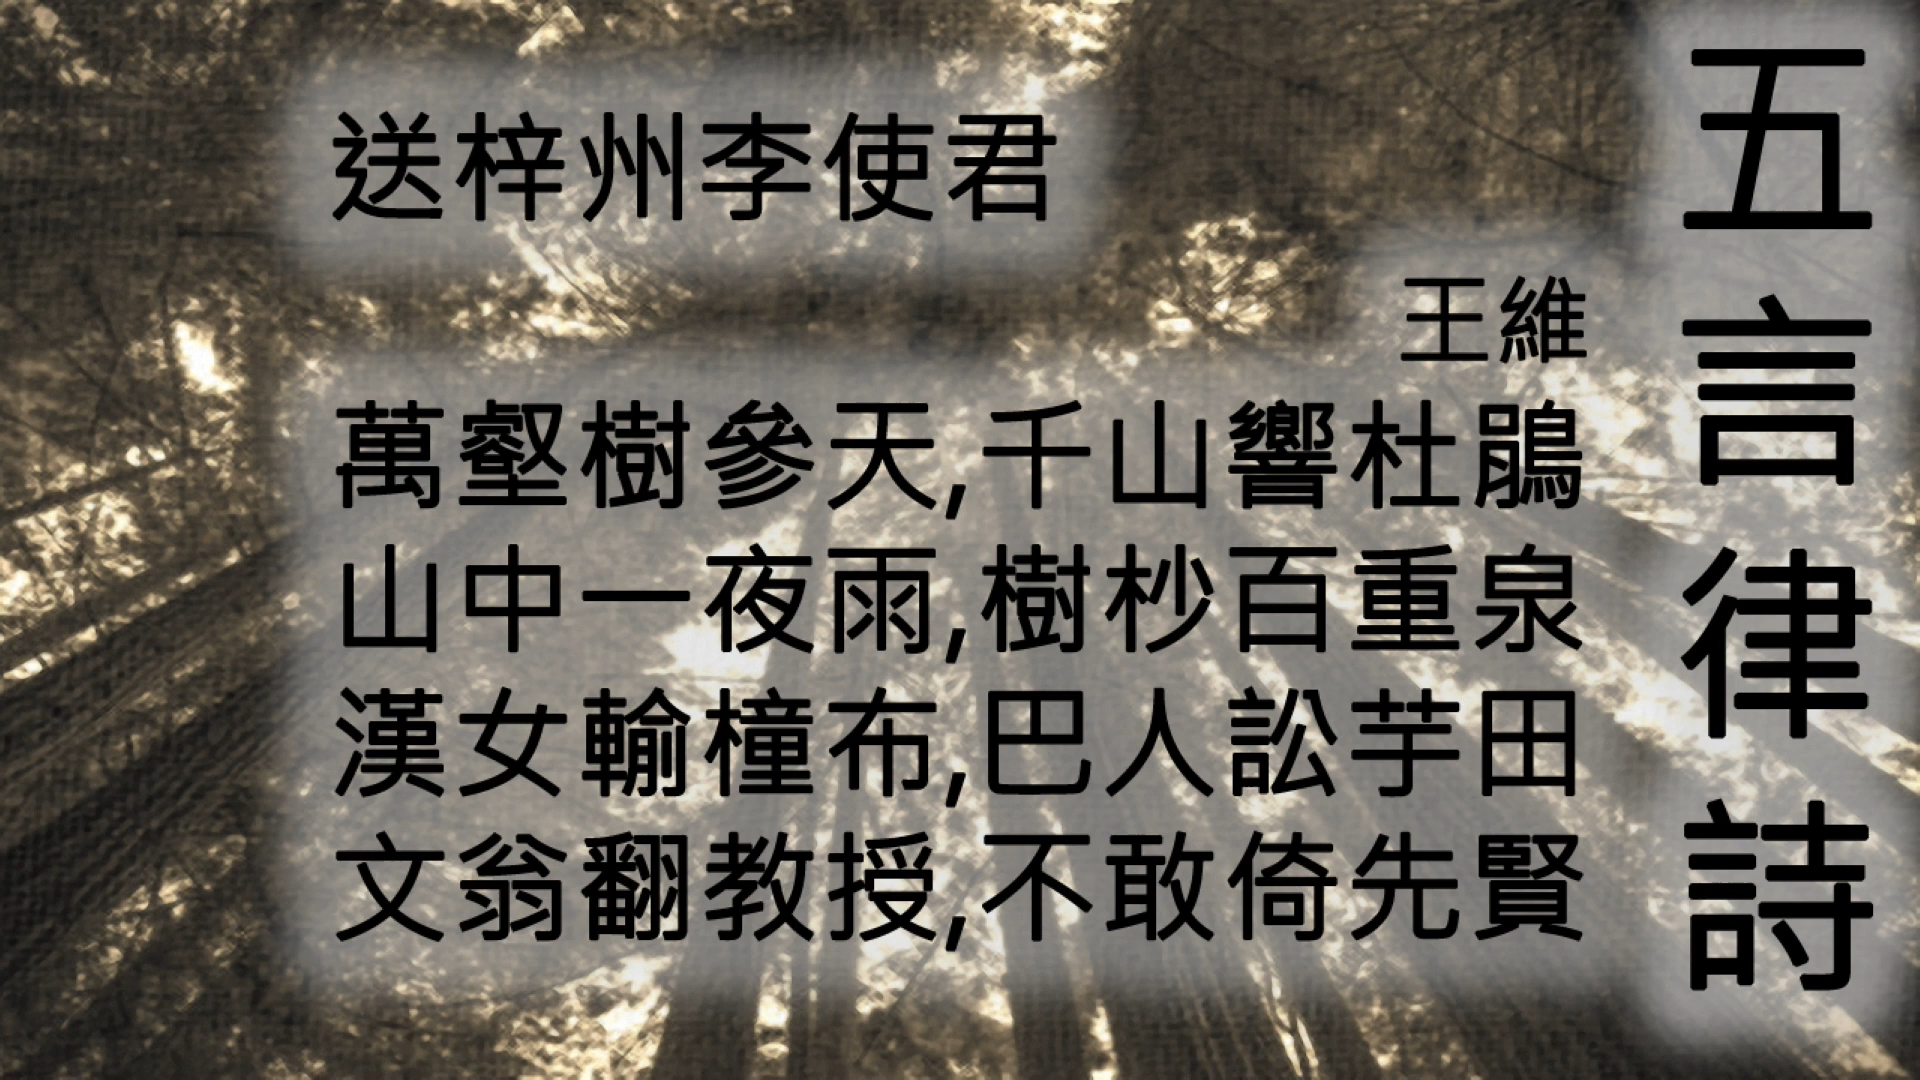 五言律詩
送梓州李使君
王維
萬壑樹參天,千山響杜鵑
山中一夜雨,樹杪百重泉
漢女輸橦布,巴人訟芋田
文翁翻教授,不敢倚先賢